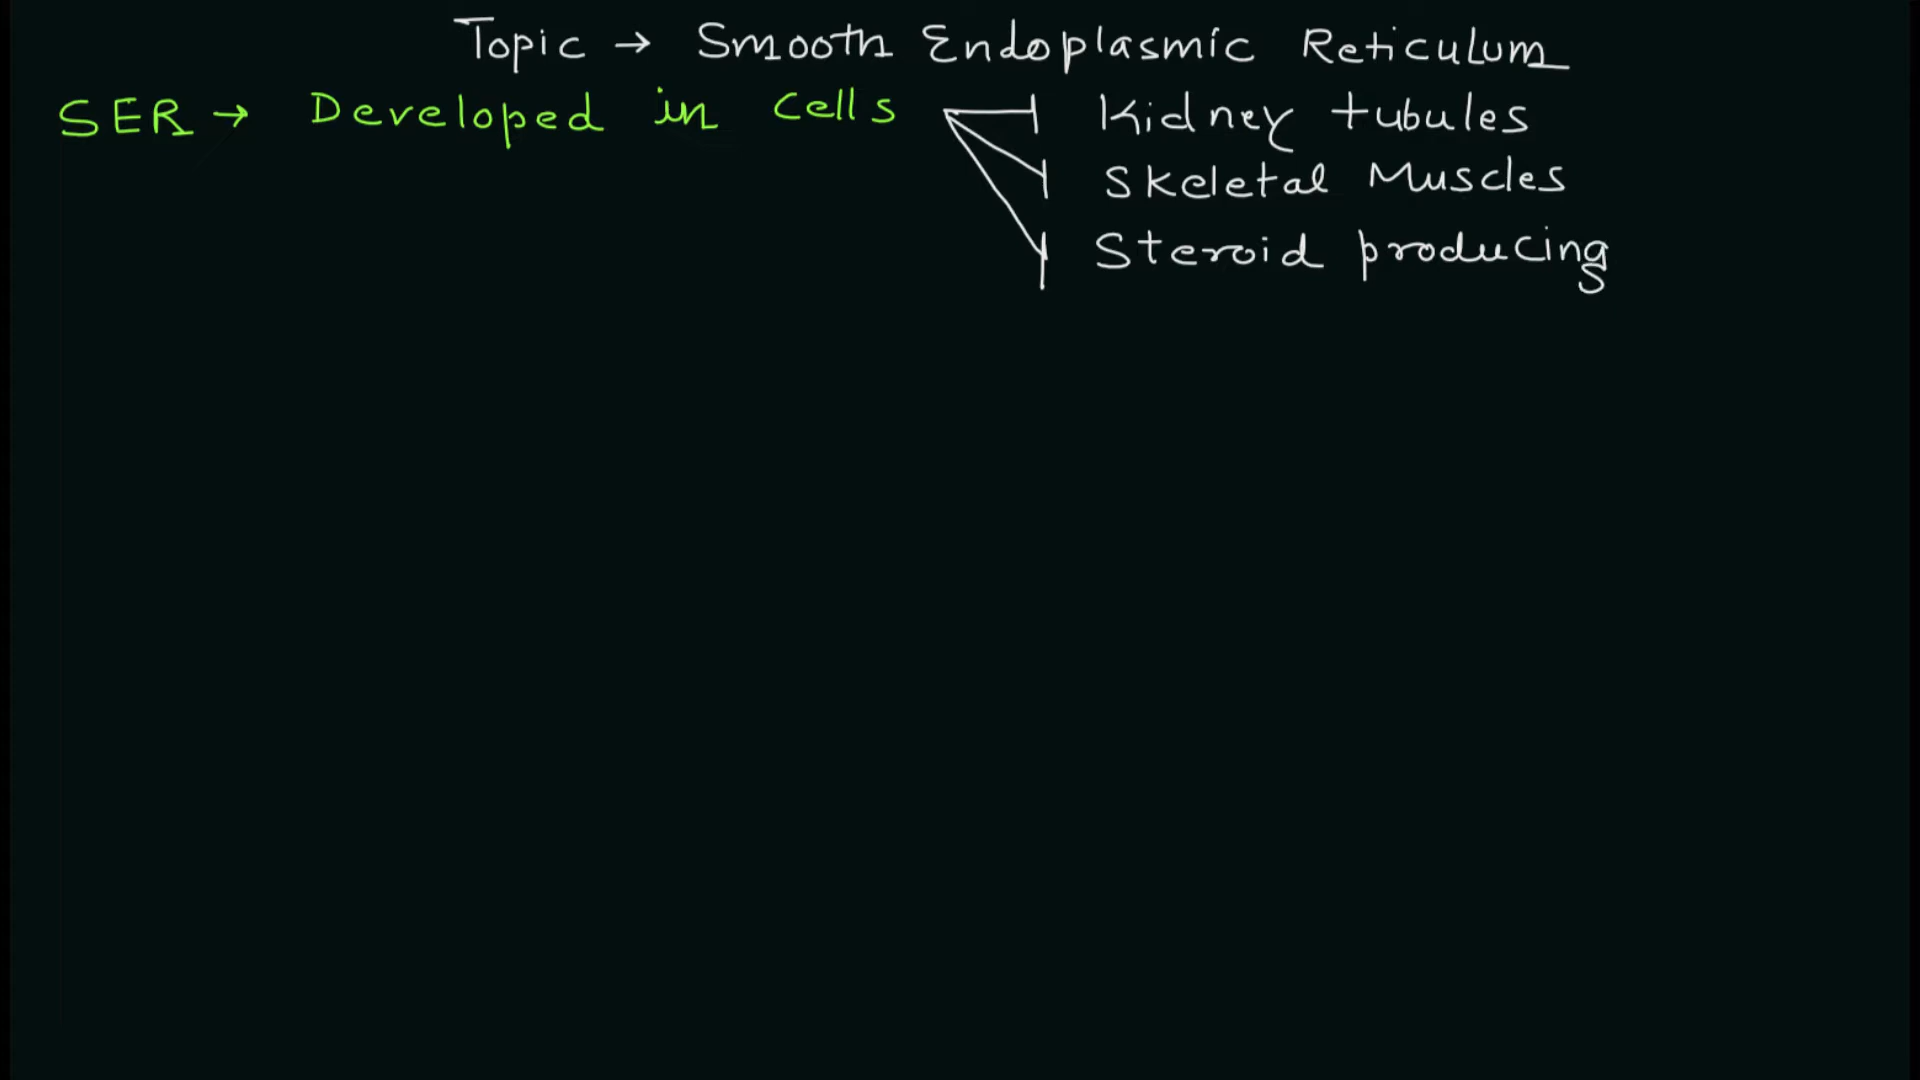 Topic → Smooth Endoplasmic Reticulum
SER → Developed in cells Kidney tubules
Skeletal Muscles
Steroid producing